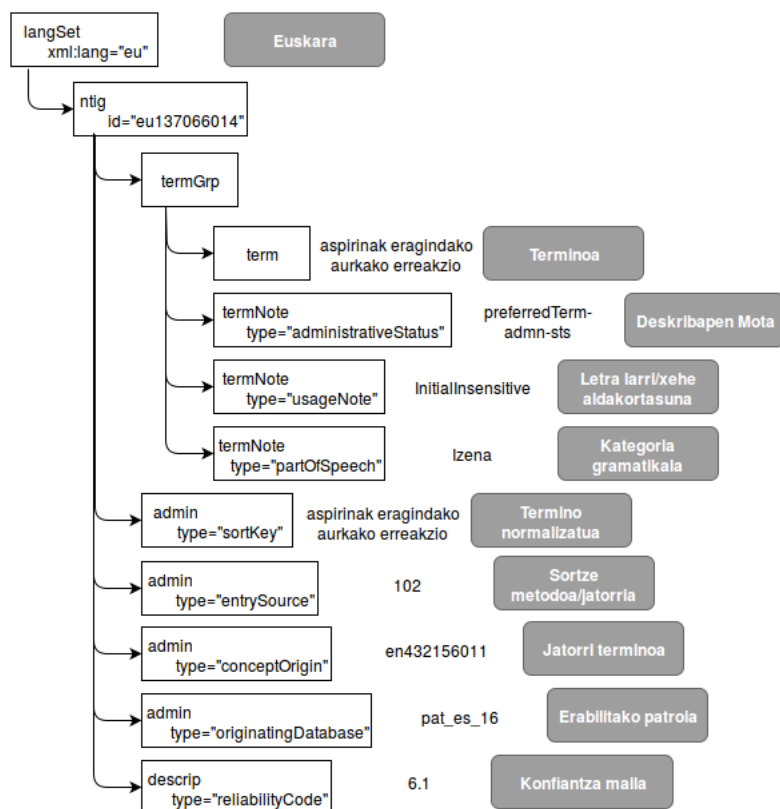 langSet
xml:lang="eu"
Euskara
ntig
id="eu137066014"
termGrp
term
aspirinak eragindako
aurkako erreakzio
Terminoa
termNote
type="administrativeStatus"
preferredTerm-
admn-sts
Deskribapen Mota
termNote
type="usageNote"
InitialInsensitive
Letra larri/xehe
aldakortasuna
termNote
type="partOfSpeech"
Izena
Kategoria
gramatikala
admin
type="sortKey"
aspirinak eragindako
aurkako erreakzio
Termino
normalizatua
admin
type="entrySource"
102
Sortze
metodoa/jatorria
admin
type="conceptOrigin"
en432156011
Jatorri terminoa
admin
type="originatingDatabase"
pat_es_16
Erabilitako patroia
descrip
type="reliabilityCode"
6.1
Konfiantza maila